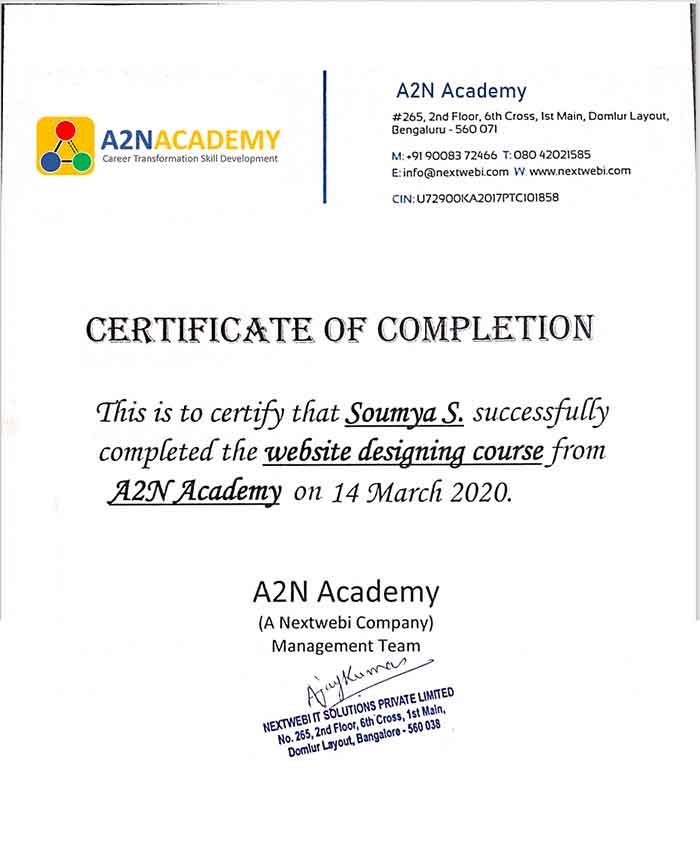 A2NACADEMY
Career Transformation Skill Development
A2N Academy
#265, 2nd Floor, 6th Cross, 1st Main, Domlur Layout,
Bengaluru - 560 071
M: +91 90083 72466 T: 080 42021585
E: info@nextwebi.com W: www.nextwebi.com
CIN: U72900KA2017PTC101858
CERTIFICATE OF COMPLETION
This is to certify that Soumya S. successfully
completed the website designing course from
A2N Academy on 14 March 2020.
A2N Academy
(A Nextwebi Company)
Management Team
AjayKumar
NEXTWEBI IT SOLUTIONS PRIVATE LIMITED
No. 265, 2nd Floor, 6th Cross, 1st Main,
Domlur Layout, Bangalore - 560 038